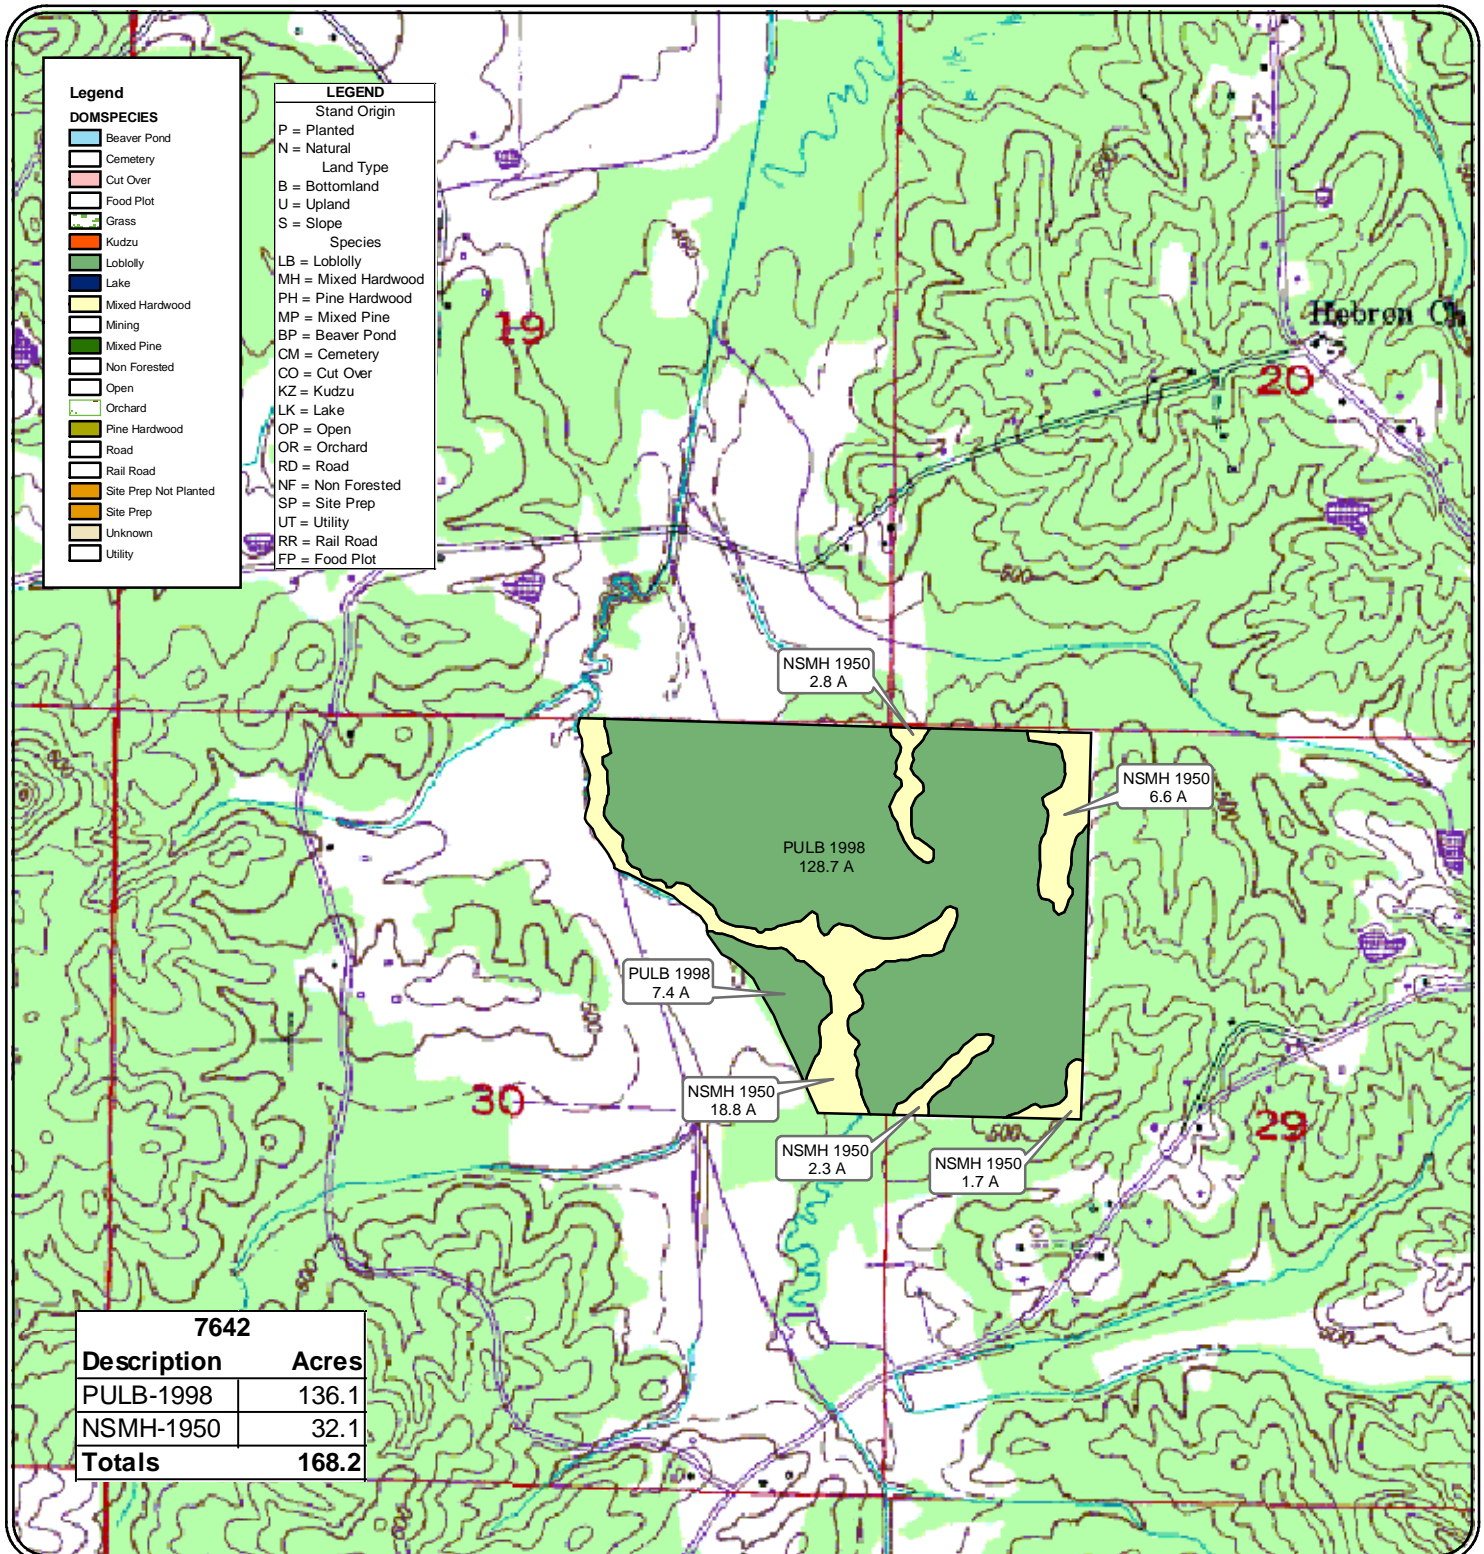 Legend
DOMSPECIES
Beaver Pond
Cemetery
Cut Over
Food Plot
Grass
Kudzu
Loblolly
Lake
Mixed Hardwood
Mining
Mixed Pine
Non Forested
Open
Orchard
Pine Hardwood
Road
Rail Road
Site Prep Not Planted
Site Prep
Unknown
Utility
LEGEND
Stand Origin
P = Planted
N = Natural
Land Type
B = Bottomland
U = Upland
S = Slope
Species
LB = Loblolly
MH = Mixed Hardwood
PH = Pine Hardwood
MP = Mixed Pine
BP = Beaver Pond
CM = Cemetery
CO = Cut Over
KZ = Kudzu
LK = Lake
OP = Open
OR = Orchard
RD = Road
NF = Non Forested
SP = Site Prep
UT = Utility
RR = Rail Road
FP = Food Plot
19
Hebron Ch
20
500
NSMH 1950
2.8 A
NSMH 1950
6.6 A
PULB 1998
128.7 A
PULB 1998
7.4 A
500
NSMH 1950
18.8 A
30
29
500
NSMH 1950
2.3 A
NSMH 1950
1.7 A
500
7642
Description Acres
PULB-1998 136.1
NSMH-1950 32.1
Totals 168.2